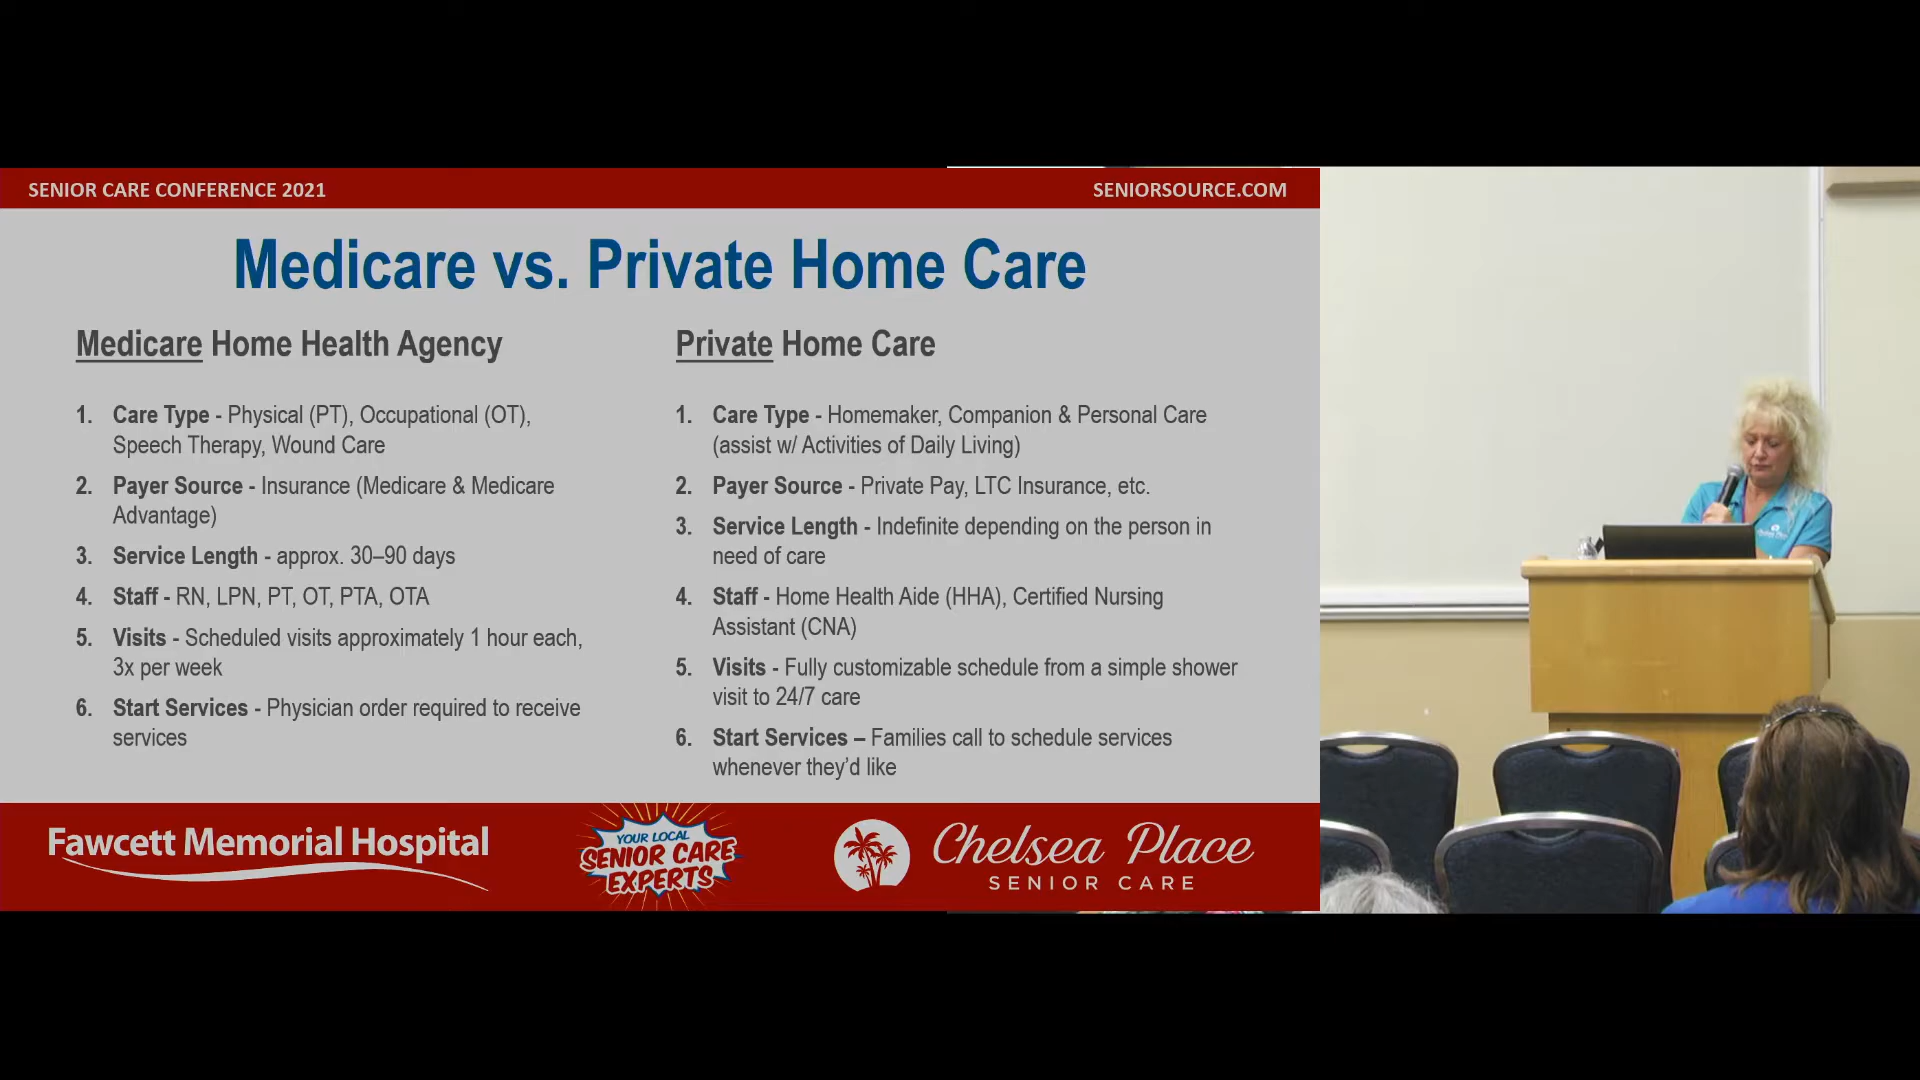 SENIOR CARE CONFERENCE 2021
SENIORSOURCE.COM
Medicare vs. Private Home Care
Medicare Home Health Agency
1. Care Type - Physical (PT), Occupational (OT),
Speech Therapy, Wound Care
2. Payer Source - Insurance (Medicare & Medicare
Advantage)
3. Service Length - approx. 30–90 days
4. Staff - RN, LPN, PT, OT, PTA, OTA
5. Visits - Scheduled visits approximately 1 hour each,
3x per week
6. Start Services - Physician order required to receive
services
Private Home Care
1. Care Type - Homemaker, Companion & Personal Care
(assist w/ Activities of Daily Living)
2. Payer Source - Private Pay, LTC Insurance, etc.
3. Service Length - Indefinite depending on the person in
need of care
4. Staff - Home Health Aide (HHA), Certified Nursing
Assistant (CNA)
5. Visits - Fully customizable schedule from a simple shower
visit to 24/7 care
6. Start Services – Families call to schedule services
whenever they’d like
Fawcett Memorial Hospital
YOUR LOCAL
SENIOR CARE
EXPERTS
Chelsea Place
SENIOR CARE